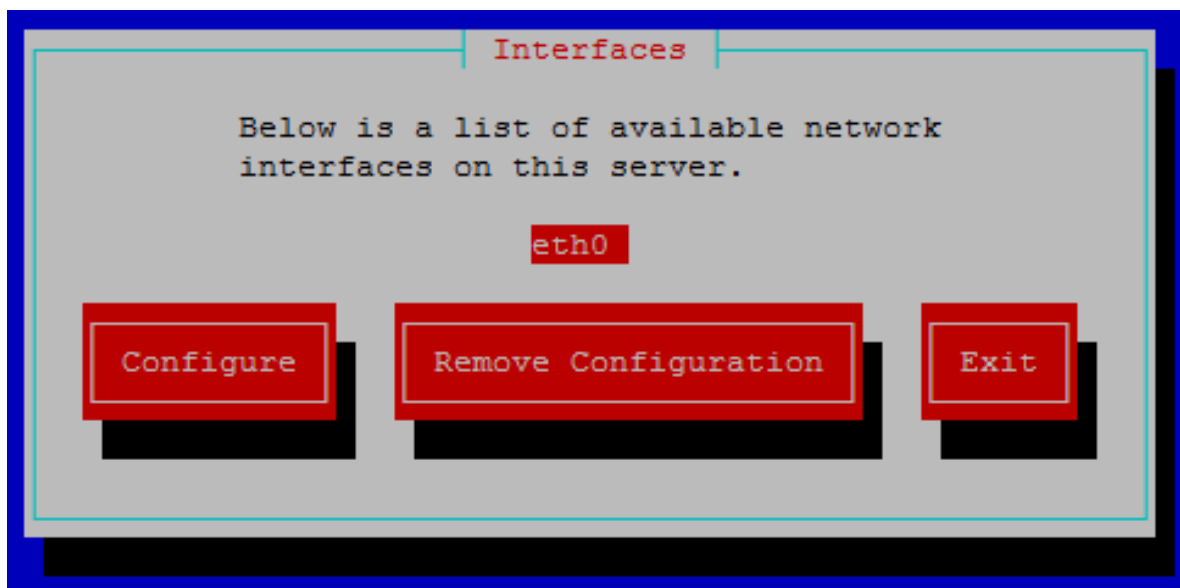 Interfaces
Below is a list of available network
interfaces on this server.
eth0
Configure Remove Configuration Exit